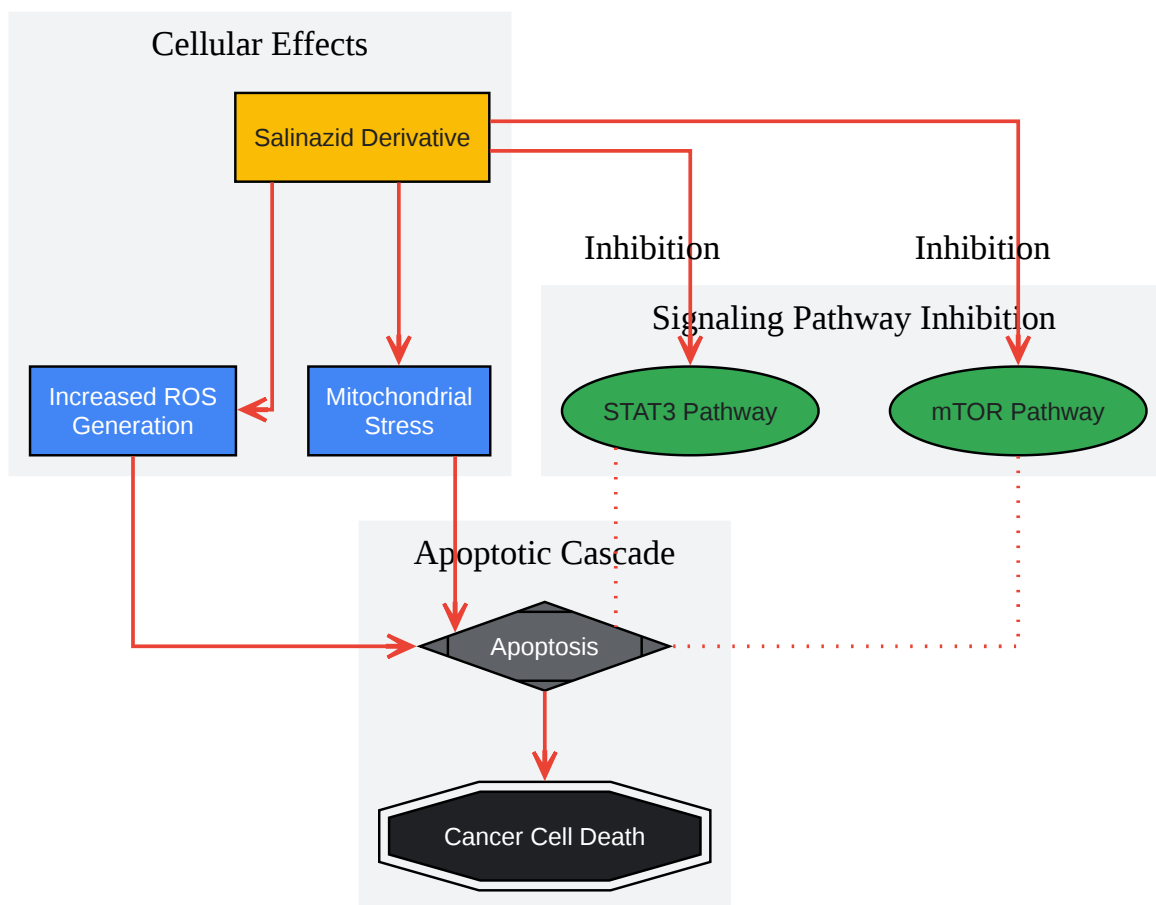 Cellular Effects
Salinazid Derivative
Inhibition
Inhibition
Signaling Pathway Inhibition
Increased ROS
Generation
Mitochondrial
Stress
STAT3 Pathway
mTOR Pathway
Apoptotic Cascade
Apoptosis
Cancer Cell Death